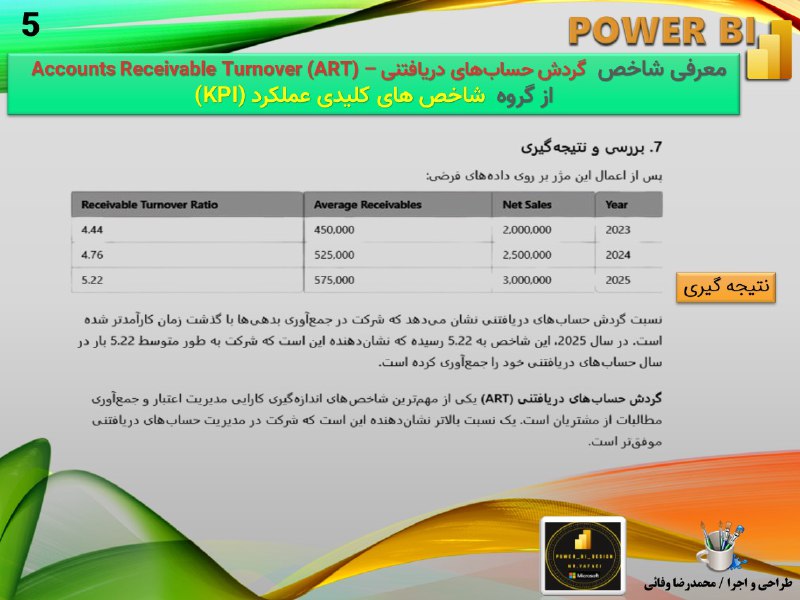 5
POWER BI
معرفی شاخص گردش حساب‌های دریافتنی – Accounts Receivable Turnover (ART)
از گروه شاخص های کلیدی عملکرد (KPI)
7. بررسی و نتیجه‌گیری
پس از اعمال این مژر بر روی داده‌های فرضی:
Receivable Turnover Ratio Average Receivables Net Sales Year
4.44 450,000 2,000,000 2023
4.76 525,000 2,500,000 2024
5.22 575,000 3,000,000 2025
نتیجه گیری
نسبت گردش حساب‌های دریافتنی نشان می‌دهد که شرکت در جمع‌آوری بدهی‌ها با گذشت زمان کارآمدتر شده
است. در سال 2025، این شاخص به 5.22 رسیده که نشان‌دهنده این است که شرکت به طور متوسط 5.22 بار در
سال حساب‌های دریافتنی خود را جمع‌آوری کرده است.
گردش حساب‌های دریافتنی (ART) یکی از مهم‌ترین شاخص‌های اندازه‌گیری کارایی مدیریت اعتبار و جمع‌آوری
مطالبات از مشتریان است. یک نسبت بالاتر نشان‌دهنده این است که شرکت در مدیریت حساب‌های دریافتنی
موفق‌تر است.
POWER_BI_DESIGN
MR.VAFAEI
Microsoft
طراحی و اجرا / محمدرضا وفائی